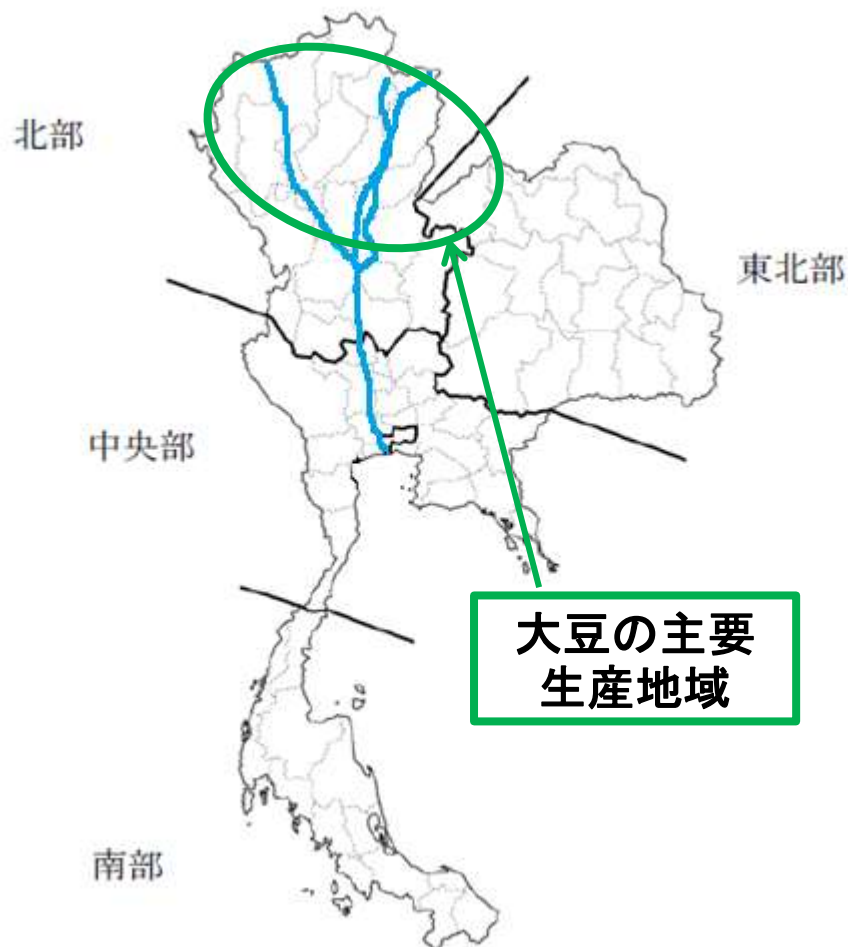 北部
東北部
中央部
大豆の主要
生産地域
南部